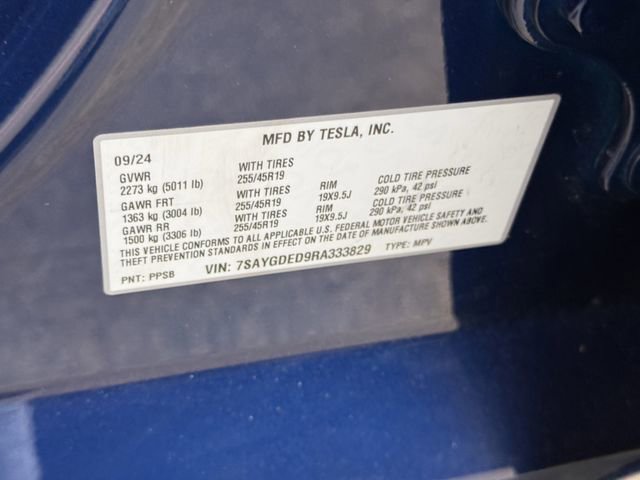 MFD BY TESLA, INC.
09/24
GVWR WITH TIRES
2273 kg (5011 lb) 255/45R19 RIM COLD TIRE PRESSURE
GAWR FRT WITH TIRES 19X9.5J 290 kPa, 42 psi
1363 kg (3004 lb) 255/45R19 RIM COLD TIRE PRESSURE
GAWR RR WITH TIRES 19X9.5J 290 kPa, 42 psi
1500 kg (3306 lb) 255/45R19
THIS VEHICLE CONFORMS TO ALL APPLICABLE U.S. FEDERAL MOTOR VEHICLE SAFETY AND
THEFT PREVENTION STANDARDS IN EFFECT ON THE DATE OF MANUFACTURE SHOWN ABOVE.
PNT: PPSB VIN: 7SAYGDED9RA333829 TYPE: MPV